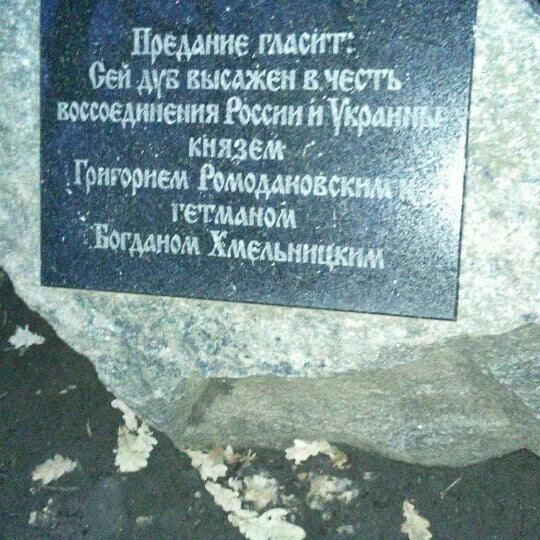 Предание гласит:
Сей дуб высажен в честь
воссоединения России и Украины
князем
Григорием Ромодановским и
гетманом
Богданом Хмельницким